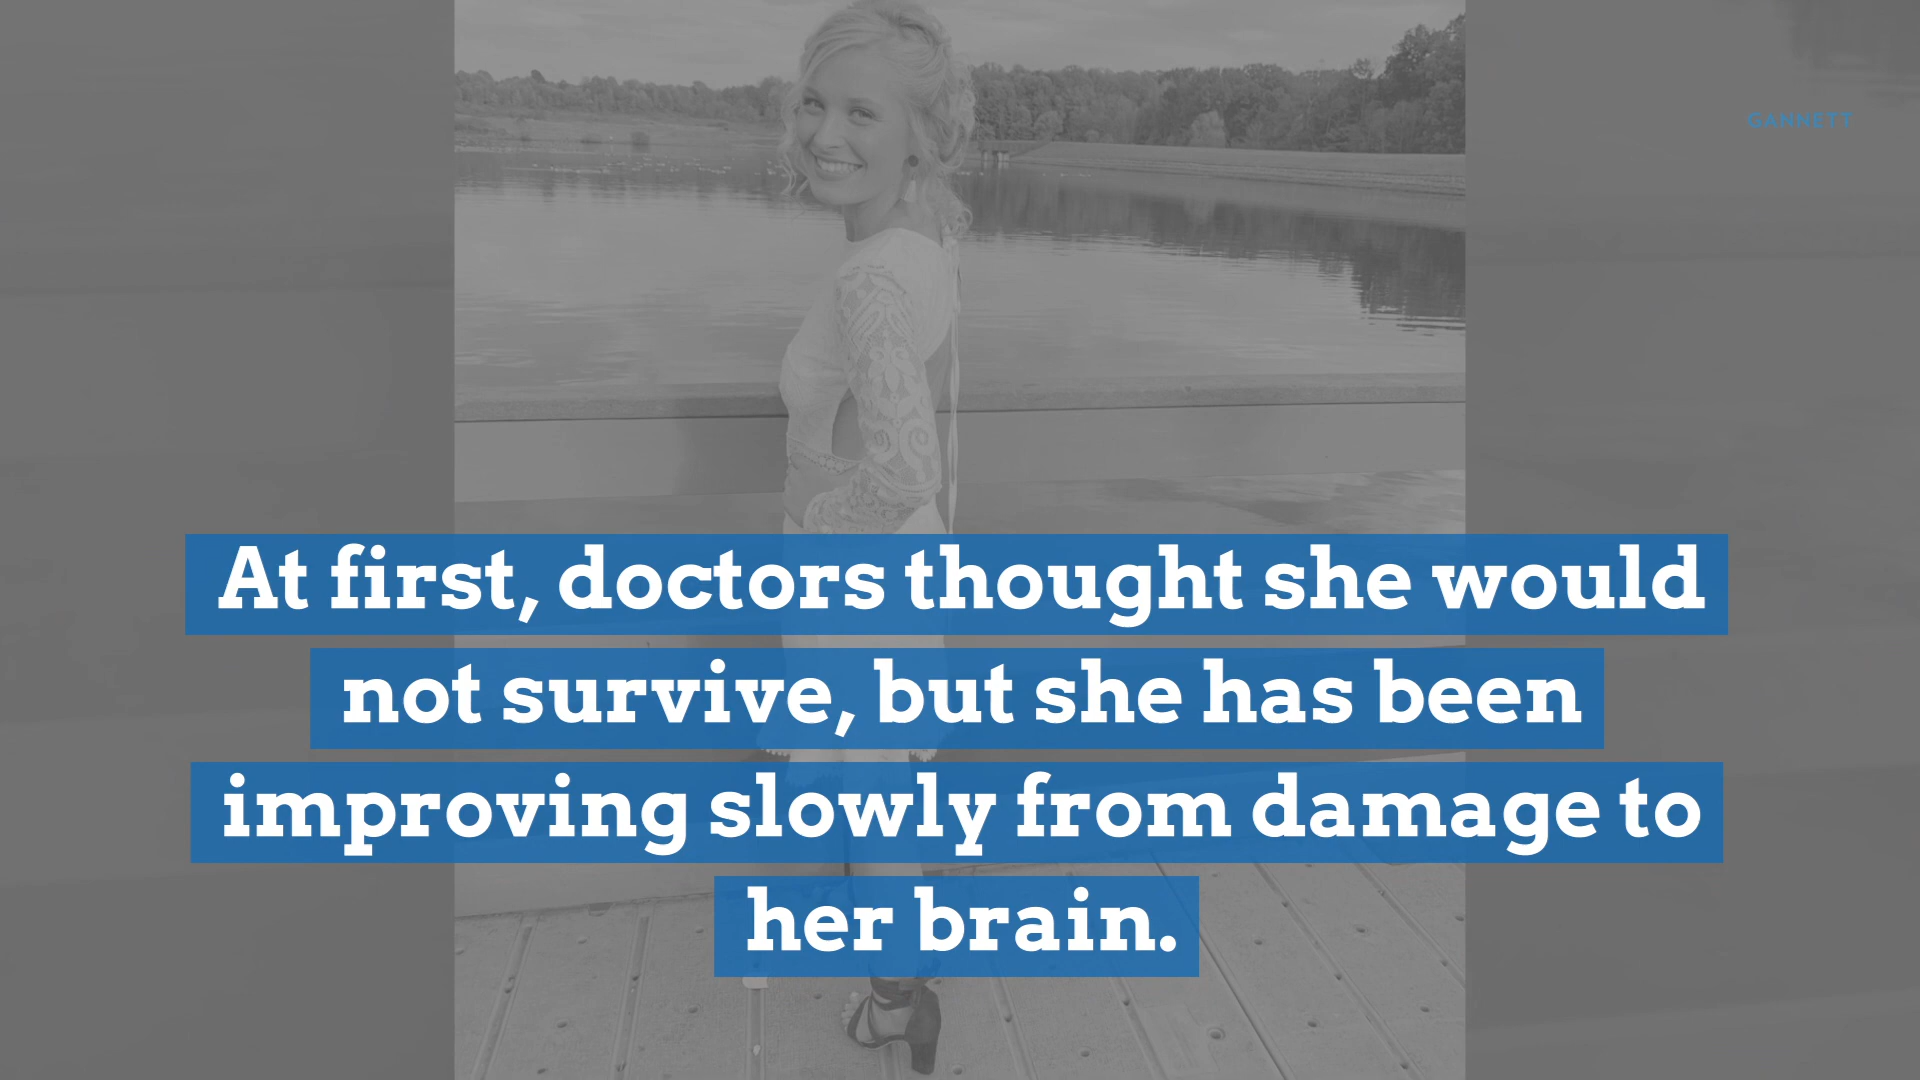 GANNETT
At first, doctors thought she would
not survive, but she has been
improving slowly from damage to
her brain.